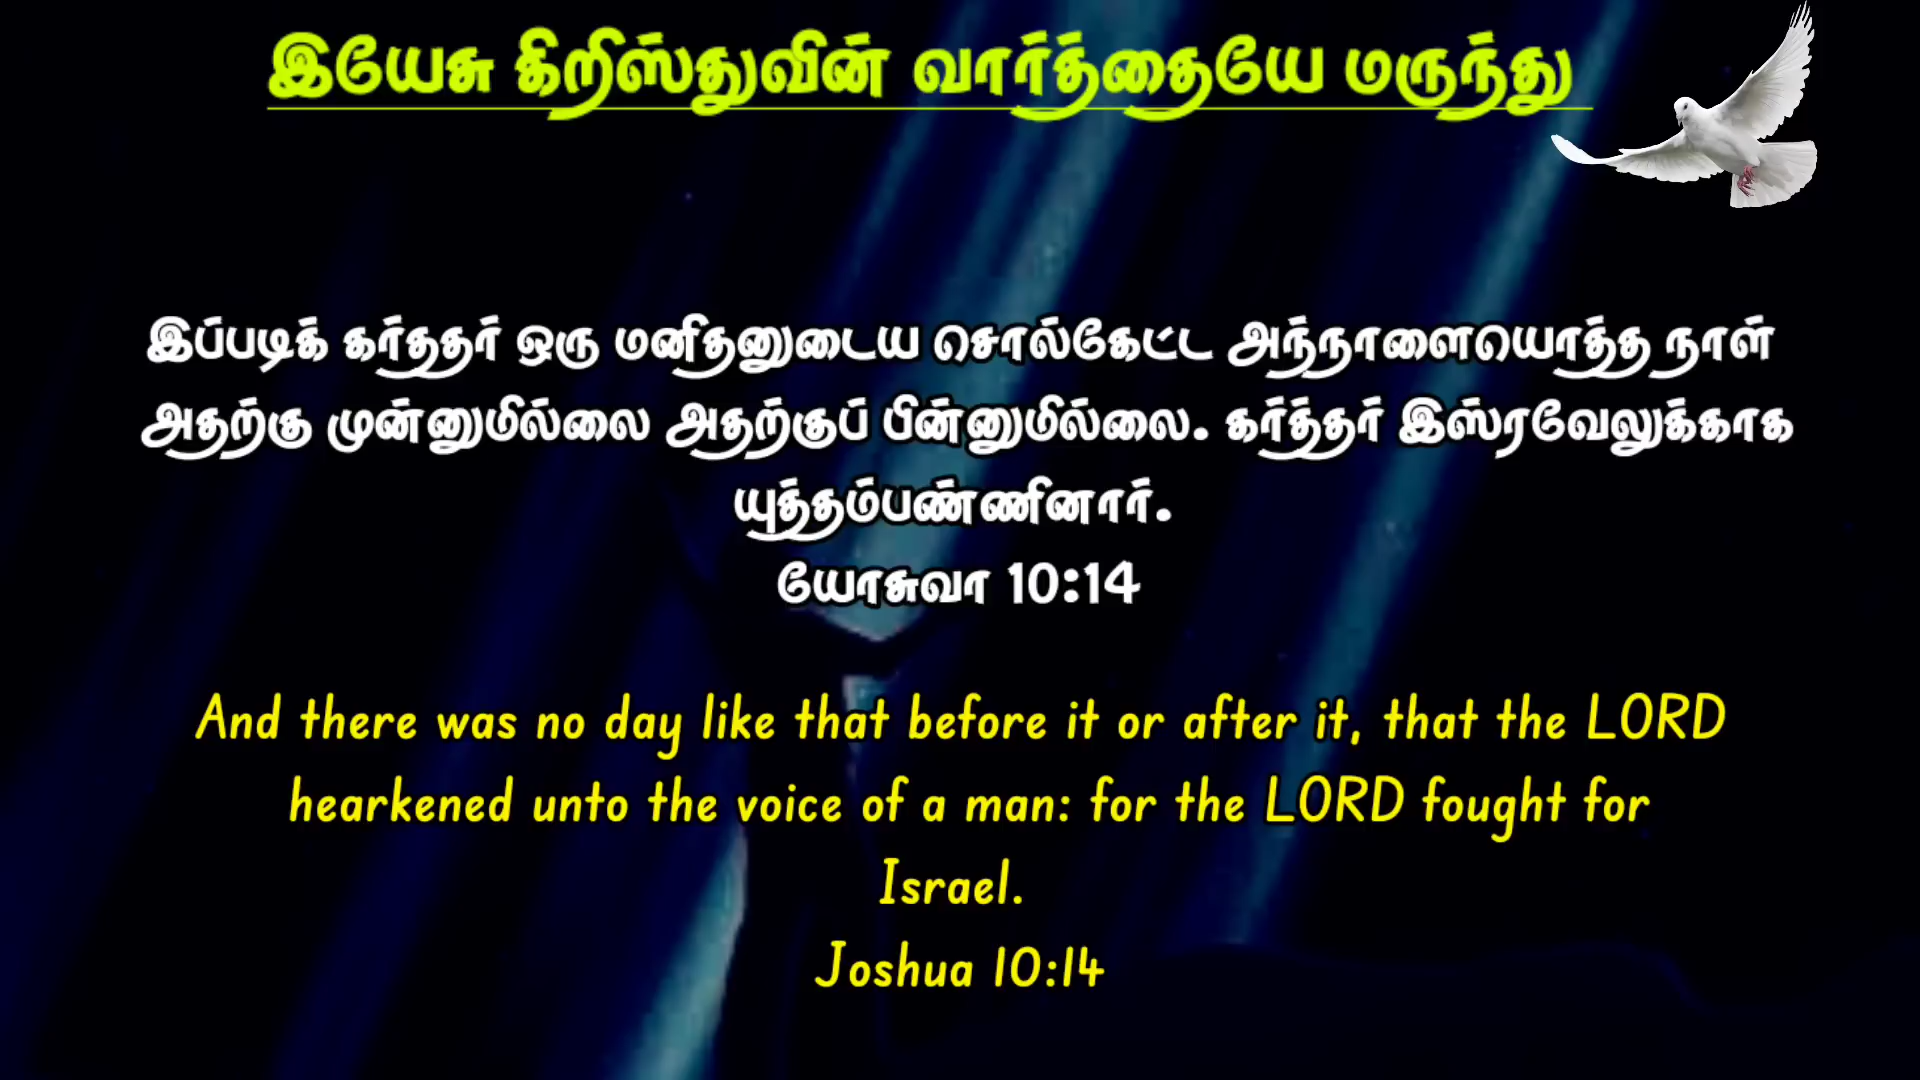 இயேசு கிறிஸ்துவின் வார்த்தையே மருந்து
இப்படிக் கர்த்தர் ஒரு மனிதனுடைய சொல்கேட்ட அந்நாளையொத்த நாள்
அதற்கு முன்னுமில்லை அதற்குப் பின்னுமில்லை. கர்த்தர் இஸ்ரவேலுக்காக
யுத்தம்பண்ணினார்.
யோசுவா 10:14
And there was no day like that before it or after it, that the LORD
hearkened unto the voice of a man: for the LORD fought for
Israel.
Joshua 10:14